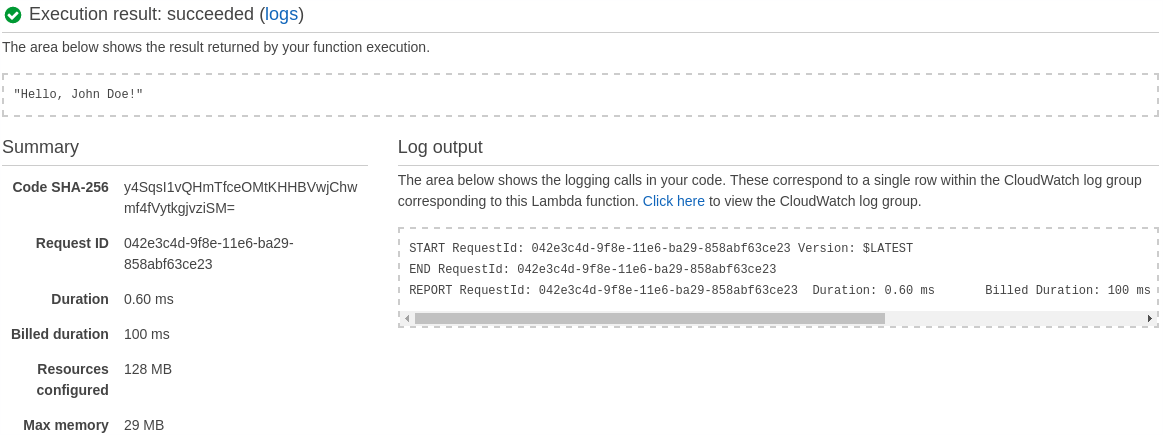 Execution result: succeeded (logs)
The area below shows the result returned by your function execution.
"Hello, John Doe!"
Summary
Code SHA-256 y4SqsI1vQHmTfceOMtKHHBVwjChw
mf4fVytkgjvziSM=
Request ID 042e3c4d-9f8e-11e6-ba29-
858abf63ce23
Duration 0.60 ms
Billed duration 100 ms
Resources 128 MB
configured
Max memory 29 MB
Log output
The area below shows the logging calls in your code. These correspond to a single row within the CloudWatch log group
corresponding to this Lambda function. Click here to view the CloudWatch log group.
START RequestId: 042e3c4d-9f8e-11e6-ba29-858abf63ce23 Version: $LATEST
END RequestId: 042e3c4d-9f8e-11e6-ba29-858abf63ce23
REPORT RequestId: 042e3c4d-9f8e-11e6-ba29-858abf63ce23 Duration: 0.60 ms Billed Duration: 100 ms